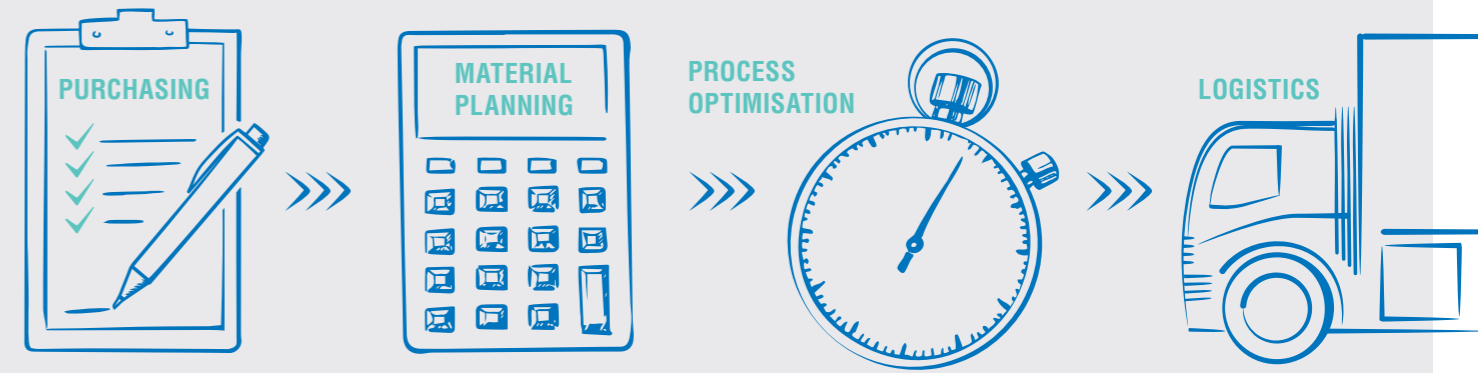 PURCHASING
MATERIAL
PLANNING
PROCESS
OPTIMISATION
LOGISTICS